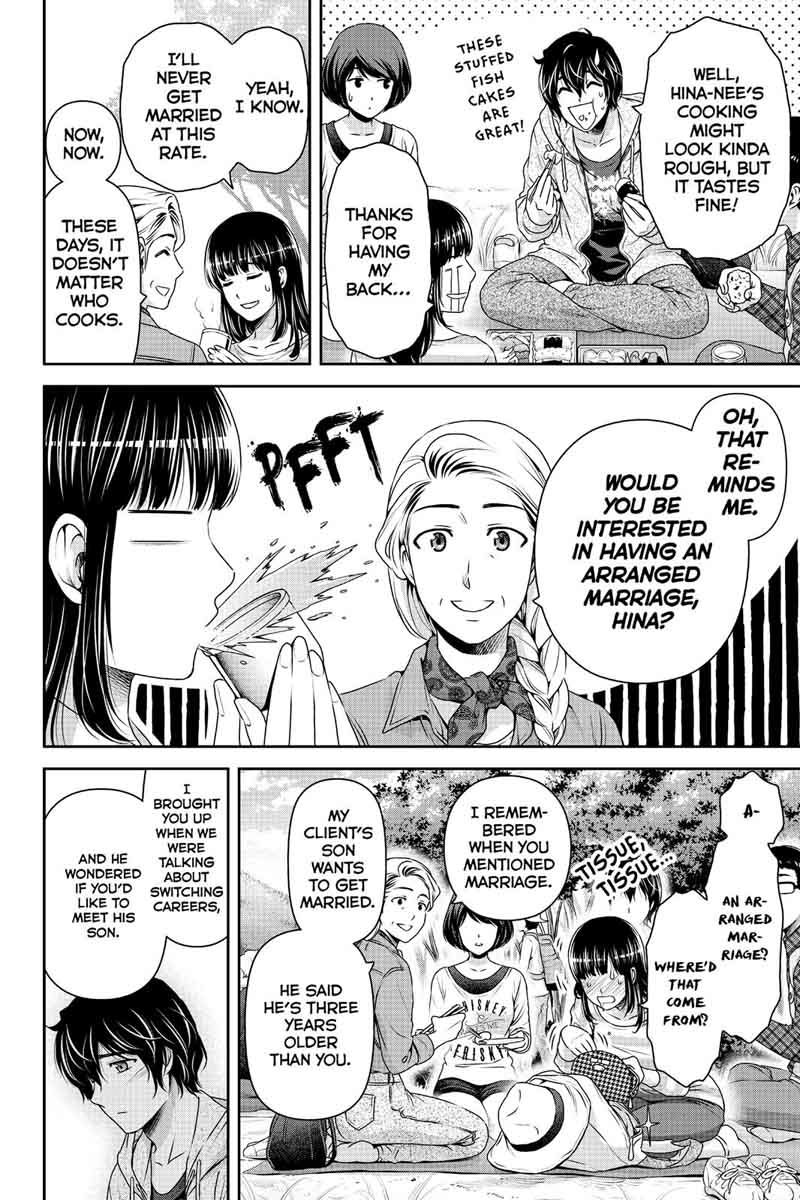 WELL,
HINA-NEE'S
COOKING
MIGHT
LOOK KINDA
ROUGH, BUT
IT TASTES
FINE!
THESE
STUFFED
FISH
CAKES
ARE
GREAT!
THANKS
FOR
HAVING
MY
BACK...
YEAH,
I KNOW.
I'LL
NEVER
GET
MARRIED
AT THIS
RATE.
NOW,
NOW.
THESE
DAYS, IT
DOESN'T
MATTER
WHO
COOKS.
OH,
THAT
RE-
MINDS
ME.
WOULD
YOU BE
INTERESTED
IN HAVING AN
ARRANGED
MARRIAGE,
HINA?
PFFT
A-
AN AR-
RANGED
MAR-
RIAGE?
WHERE'D
THAT
COME
FROM?
TISSUE,
TISSUE...
I REMEM-
BERED
WHEN YOU
MENTIONED
MARRIAGE.
MY
CLIENT'S
SON
WANTS
TO GET
MARRIED.
HE SAID
HE'S THREE
YEARS
OLDER
THAN YOU.
FRISKEY
FRISKEY
I
BROUGHT
YOU UP
WHEN WE
WERE
TALKING
ABOUT
SWITCHING
CAREERS,
AND HE
WONDERED
IF YOU'D
LIKE TO
MEET HIS
SON.